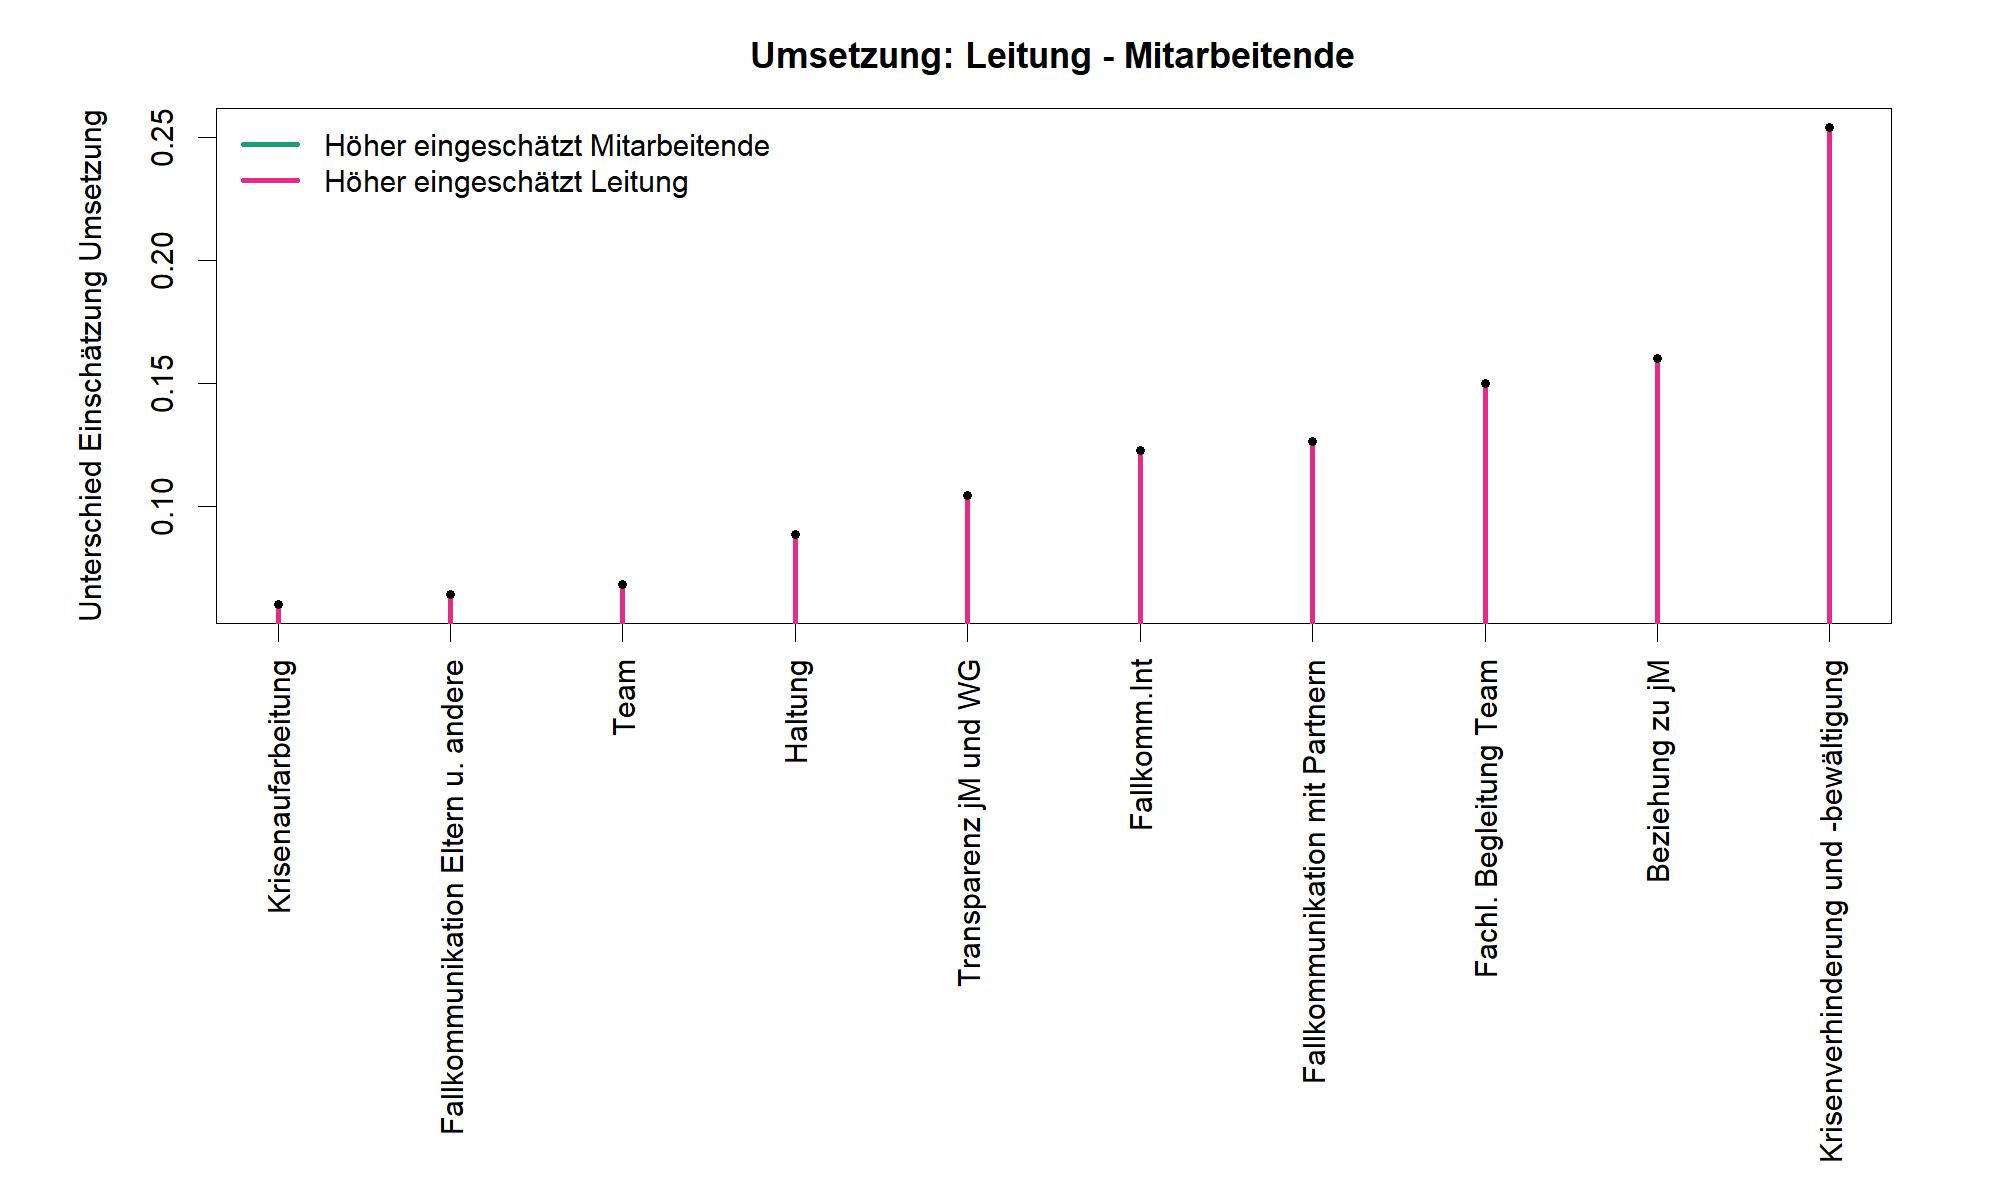 Umsetzung: Leitung - Mitarbeitende
Höher eingeschätzt Mitarbeitende
Höher eingeschätzt Leitung
Unterschied Einschätzung Umsetzung
0.25
0.20
0.15
0.10
Krisenaufarbeitung
Fallkommunikation Eltern u. andere
Team
Haltung
Transparenz jM und WG
Fallkomm.Int
Fallkommunikation mit Partnern
Fachl. Begleitung Team
Beziehung zu jM
Krisenverhinderung und -bewältigung